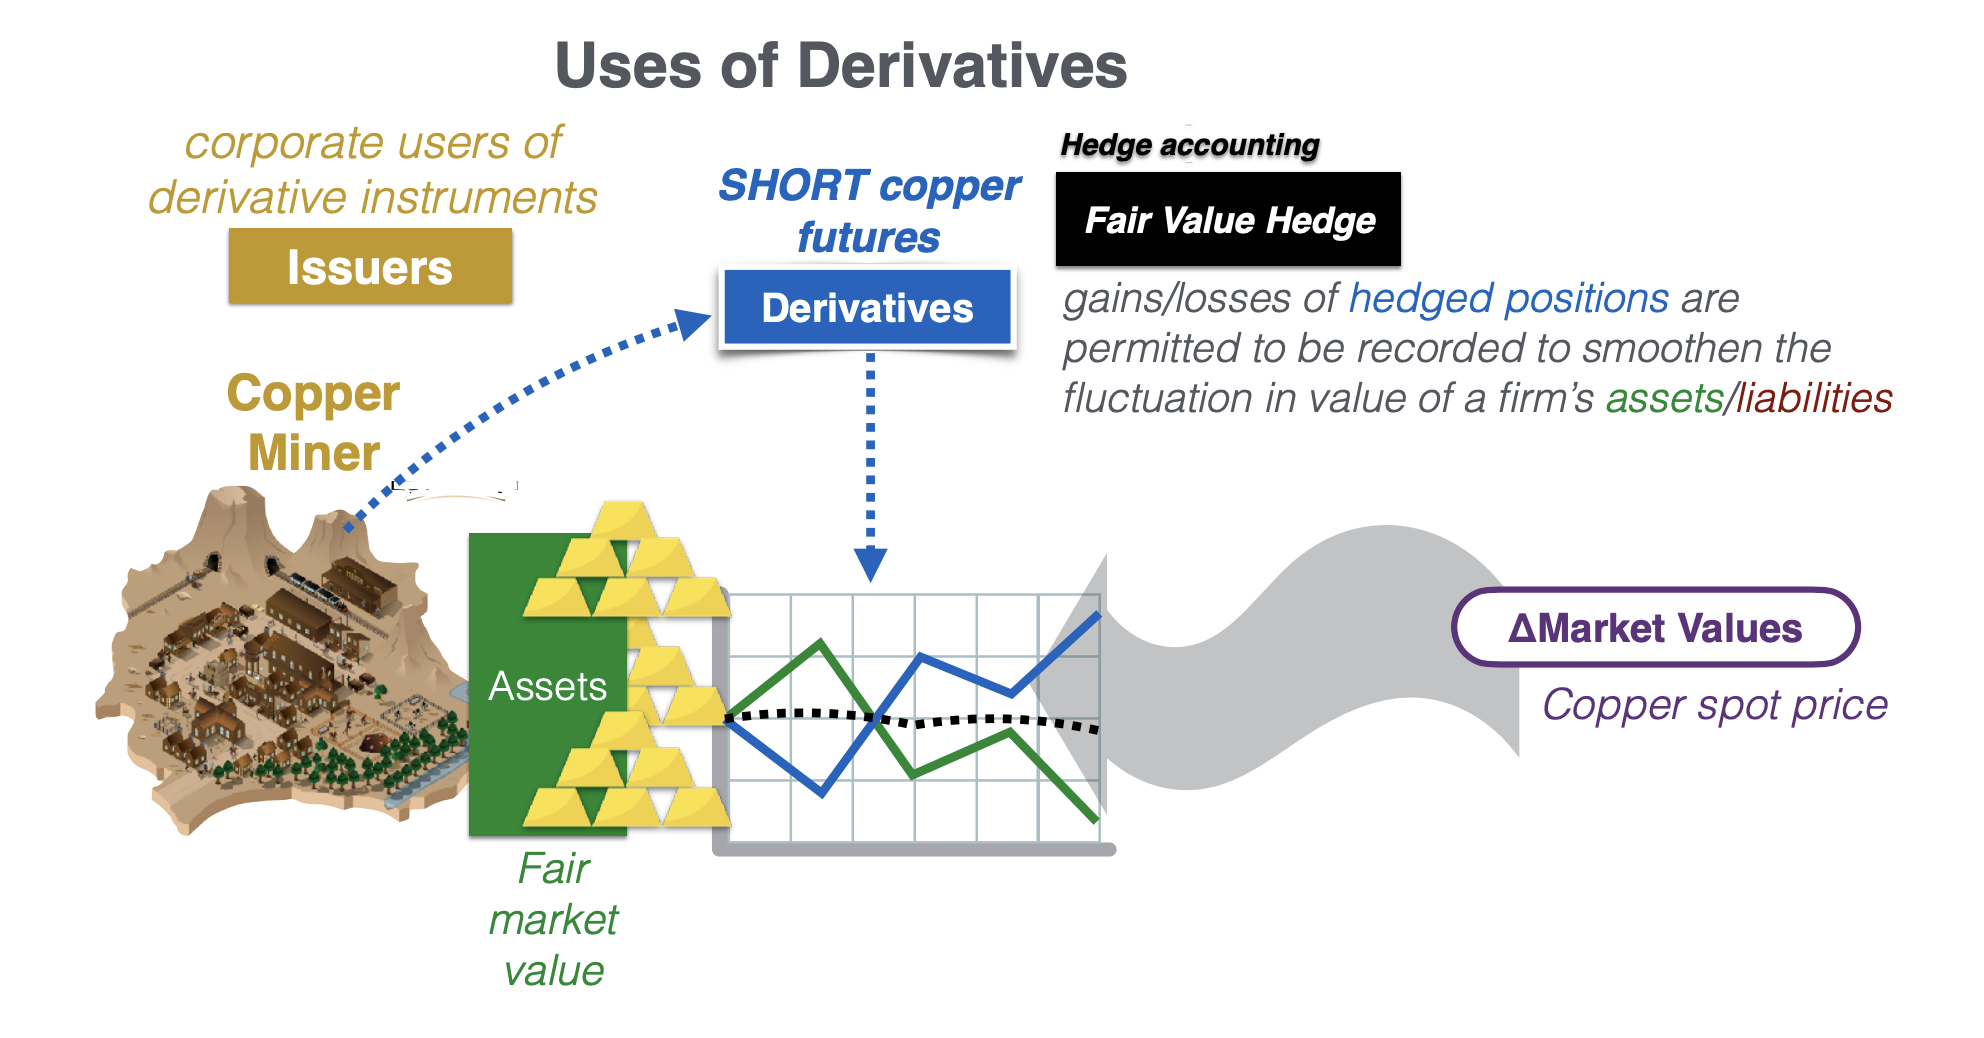 Uses of Derivatives
corporate users of
derivative instruments
Issuers
Copper
Miner
SHORT copper
futures
Derivatives
Hedge accounting
Fair Value Hedge
gains/losses of hedged positions are
permitted to be recorded to smoothen the
fluctuation in value of a firm's assets/liabilities
Assets
Fair
market
value
ΔMarket Values
Copper spot price